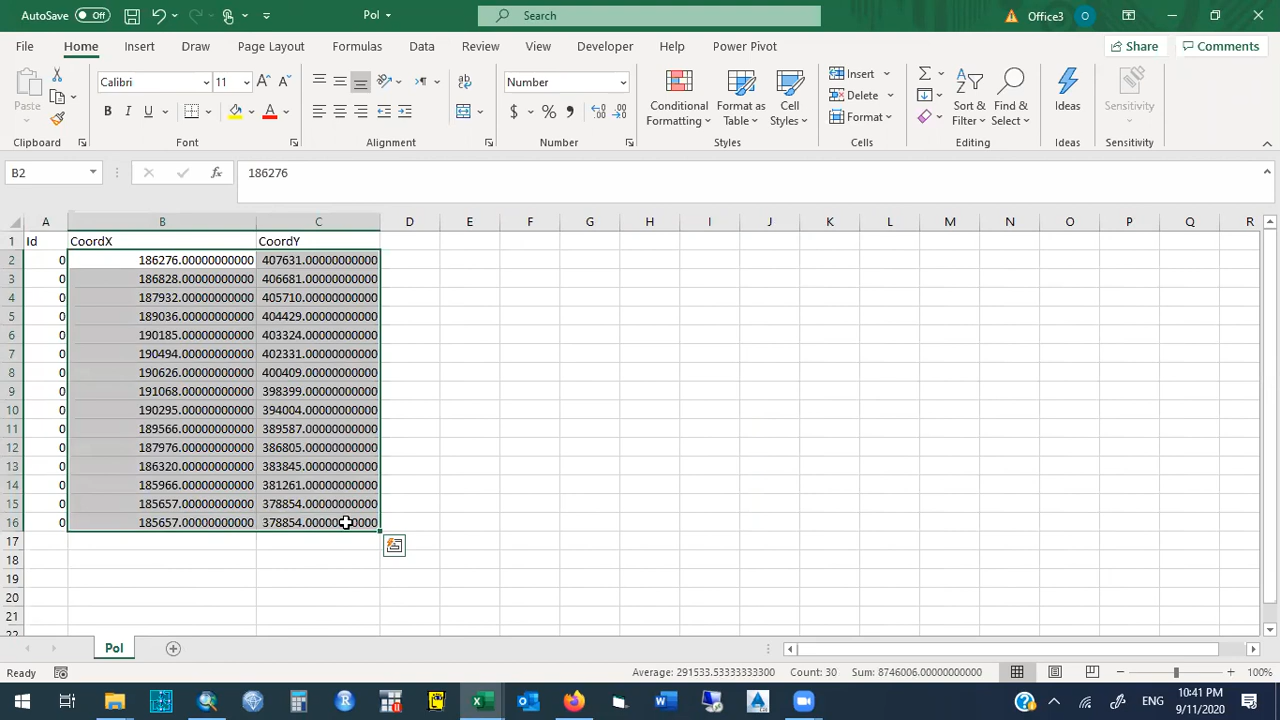 AutoSave Off Pol Search Office3 O
File Home Insert Draw Page Layout Formulas Data Review View Developer Help Power Pivot Share Comments
Paste Calibri 11 A A ab Number Conditional Formatting Format as Table Cell Styles Insert Delete Format Sort & Filter Find & Select Ideas Sensitivity
B I U A $ % 9
Clipboard Font Alignment Number Styles Cells Editing Ideas Sensitivity
B2 fx 186276
A B C D E F G H I J K L M N O P Q R
1 Id CoordX CoordY
2 0 186276.00000000000 407631.00000000000
3 0 186828.00000000000 406681.00000000000
4 0 187932.00000000000 405710.00000000000
5 0 189036.00000000000 404429.00000000000
6 0 190185.00000000000 403324.00000000000
7 0 190494.00000000000 402331.00000000000
8 0 190626.00000000000 400409.00000000000
9 0 191068.00000000000 398399.00000000000
10 0 190295.00000000000 394004.00000000000
11 0 189566.00000000000 389587.00000000000
12 0 187976.00000000000 386805.00000000000
13 0 186320.00000000000 383845.00000000000
14 0 185966.00000000000 381261.00000000000
15 0 185657.00000000000 378854.00000000000
16 0 185657.00000000000 378854.00000000000
17
18
19
20
21
22
Pol
Ready Average: 291533.53333333300 Count: 30 Sum: 8746006.00000000000 100%
ENG 10:41 PM
9/11/2020